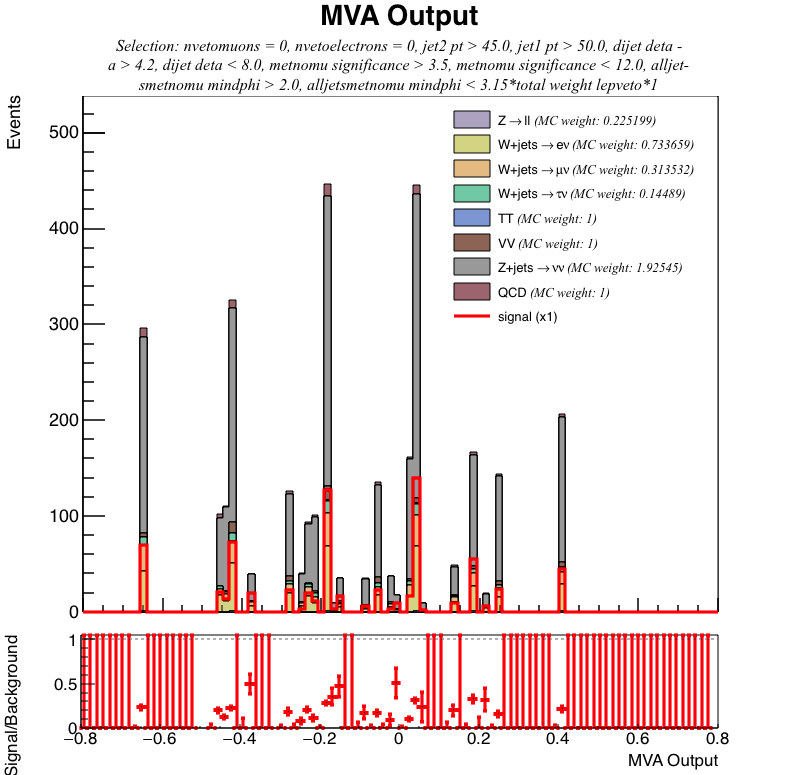 MVA Output
Selection: nvetomuons = 0, nvetoelectrons = 0, jet2 pt > 45.0, jet1 pt > 50.0, dijet deta -
a > 4.2, dijet deta < 8.0, metnomu significance > 3.5, metnomu significance < 12.0, alljet-
smetnomu mindphi > 2.0, alljetsmetnomu mindphi < 3.15*total weight lepveto*1
Events
500
400
300
200
100
0
Z→ll (MC weight: 0.225199)
W+jets→eν (MC weight: 0.733659)
W+jets→μν (MC weight: 0.313532)
W+jets→τν (MC weight: 0.14489)
TT (MC weight: 1)
VV (MC weight: 1)
Z+jets→νν (MC weight: 1.92545)
QCD (MC weight: 1)
signal (x1)
Signal/Background
1
0.5
0
−0.8 −0.6 −0.4 −0.2 0 0.2 0.4 0.6 0.8
MVA Output